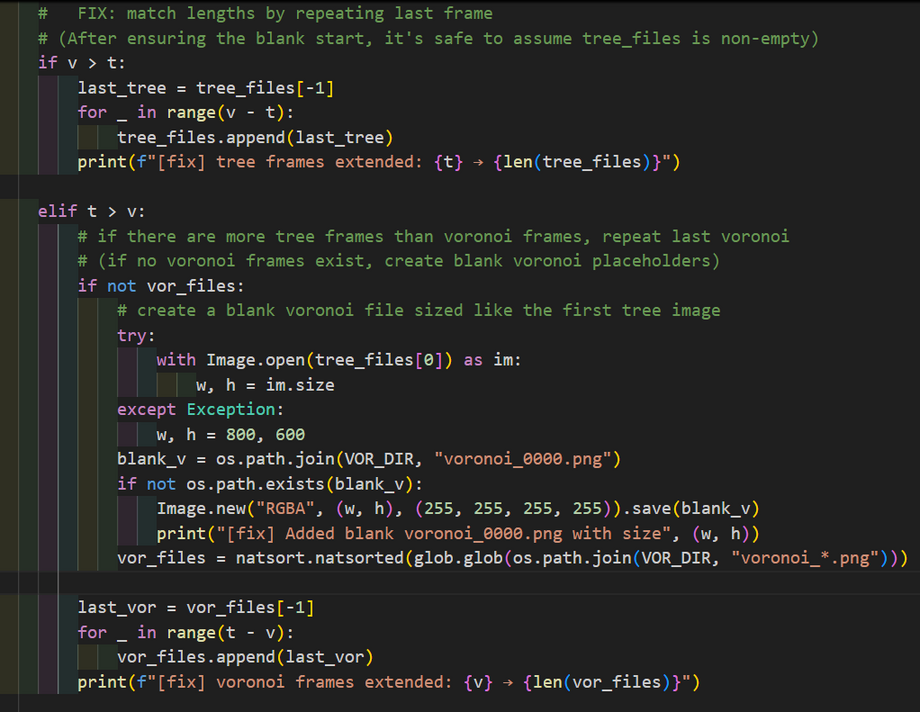 #   FIX: match lengths by repeating last frame
# (After ensuring the blank start, it's safe to assume tree_files is non-empty)
if v > t:
    last_tree = tree_files[-1]
    for _ in range(v - t):
        tree_files.append(last_tree)
    print(f"[fix] tree frames extended: {t} → {len(tree_files)}")

elif t > v:
    # if there are more tree frames than voronoi frames, repeat last voronoi
    # (if no voronoi frames exist, create blank voronoi placeholders)
    if not vor_files:
        # create a blank voronoi file sized like the first tree image
        try:
            with Image.open(tree_files[0]) as im:
                w, h = im.size
        except Exception:
            w, h = 800, 600
        blank_v = os.path.join(VOR_DIR, "voronoi_0000.png")
        if not os.path.exists(blank_v):
            Image.new("RGBA", (w, h), (255, 255, 255, 255)).save(blank_v)
            print("[fix] Added blank voronoi_0000.png with size", (w, h))
        vor_files = natsort.natsorted(glob.glob(os.path.join(VOR_DIR, "voronoi_*.png")))

    last_vor = vor_files[-1]
    for _ in range(t - v):
        vor_files.append(last_vor)
    print(f"[fix] voronoi frames extended: {v} → {len(vor_files)}")